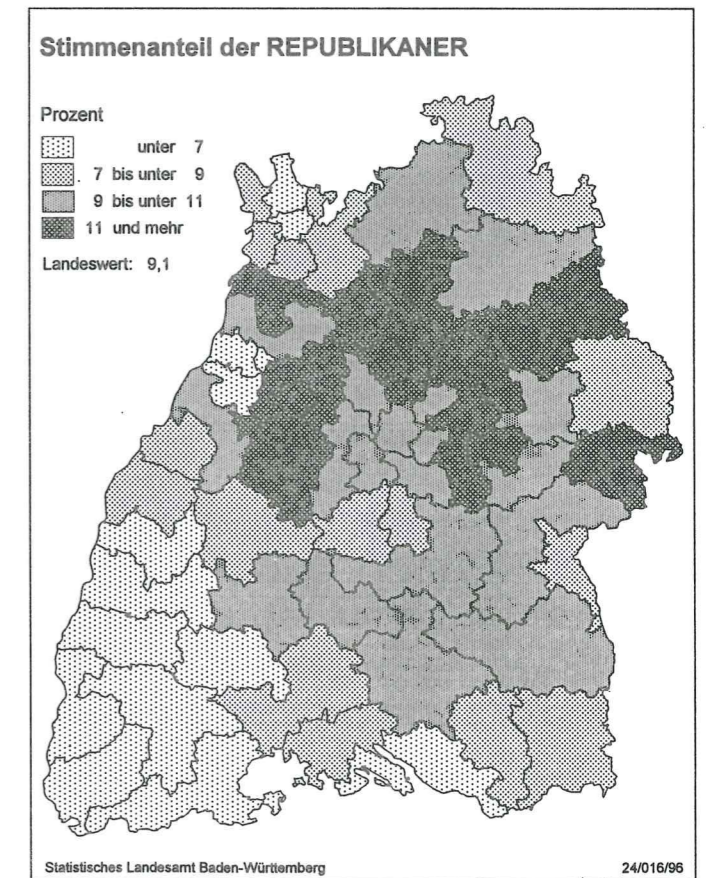 Stimmenanteil der REPUBLIKANER
Prozent
unter 7
7 bis unter 9
9 bis unter 11
11 und mehr
Landeswert: 9,1
Statistisches Landesamt Baden-Württemberg
24/016/96